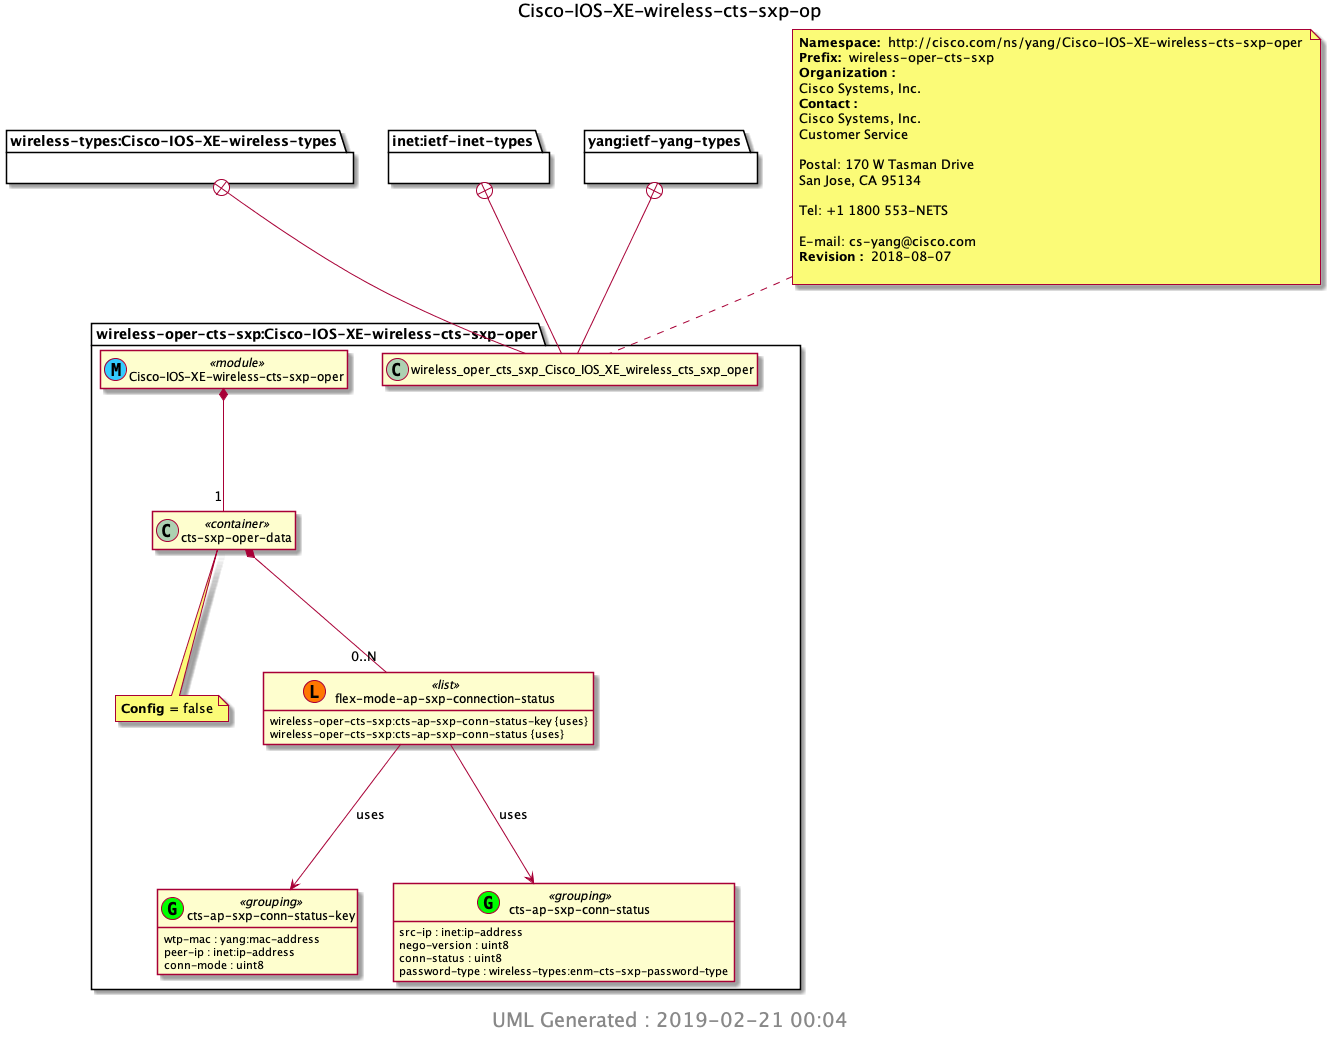 Cisco-IOS-XE-wireless-cts-sxp-op
Namespace: http://cisco.com/ns/yang/Cisco-IOS-XE-wireless-cts-sxp-oper
Prefix: wireless-oper-cts-sxp
Organization :
Cisco Systems, Inc.
Contact :
Cisco Systems, Inc.
Customer Service
Postal: 170 W Tasman Drive
San Jose, CA 95134
Tel: +1 1800 553-NETS
E-mail: cs-yang@cisco.com
Revision : 2018-08-07
wireless-types:Cisco-IOS-XE-wireless-types
inet:ietf-inet-types
yang:ietf-yang-types
wireless-oper-cts-sxp:Cisco-IOS-XE-wireless-cts-sxp-oper
M
«module»
Cisco-IOS-XE-wireless-cts-sxp-oper
C
wireless_oper_cts_sxp_Cisco_IOS_XE_wireless_cts_sxp_oper
1
C
«container»
cts-sxp-oper-data
0..N
Config = false
L
«list»
flex-mode-ap-sxp-connection-status
wireless-oper-cts-sxp:cts-ap-sxp-conn-status-key {uses}
wireless-oper-cts-sxp:cts-ap-sxp-conn-status {uses}
uses
uses
G
«grouping»
cts-ap-sxp-conn-status-key
wtp-mac : yang:mac-address
peer-ip : inet:ip-address
conn-mode : uint8
G
«grouping»
cts-ap-sxp-conn-status
src-ip : inet:ip-address
nego-version : uint8
conn-status : uint8
password-type : wireless-types:enm-cts-sxp-password-type
UML Generated : 2019-02-21 00:04